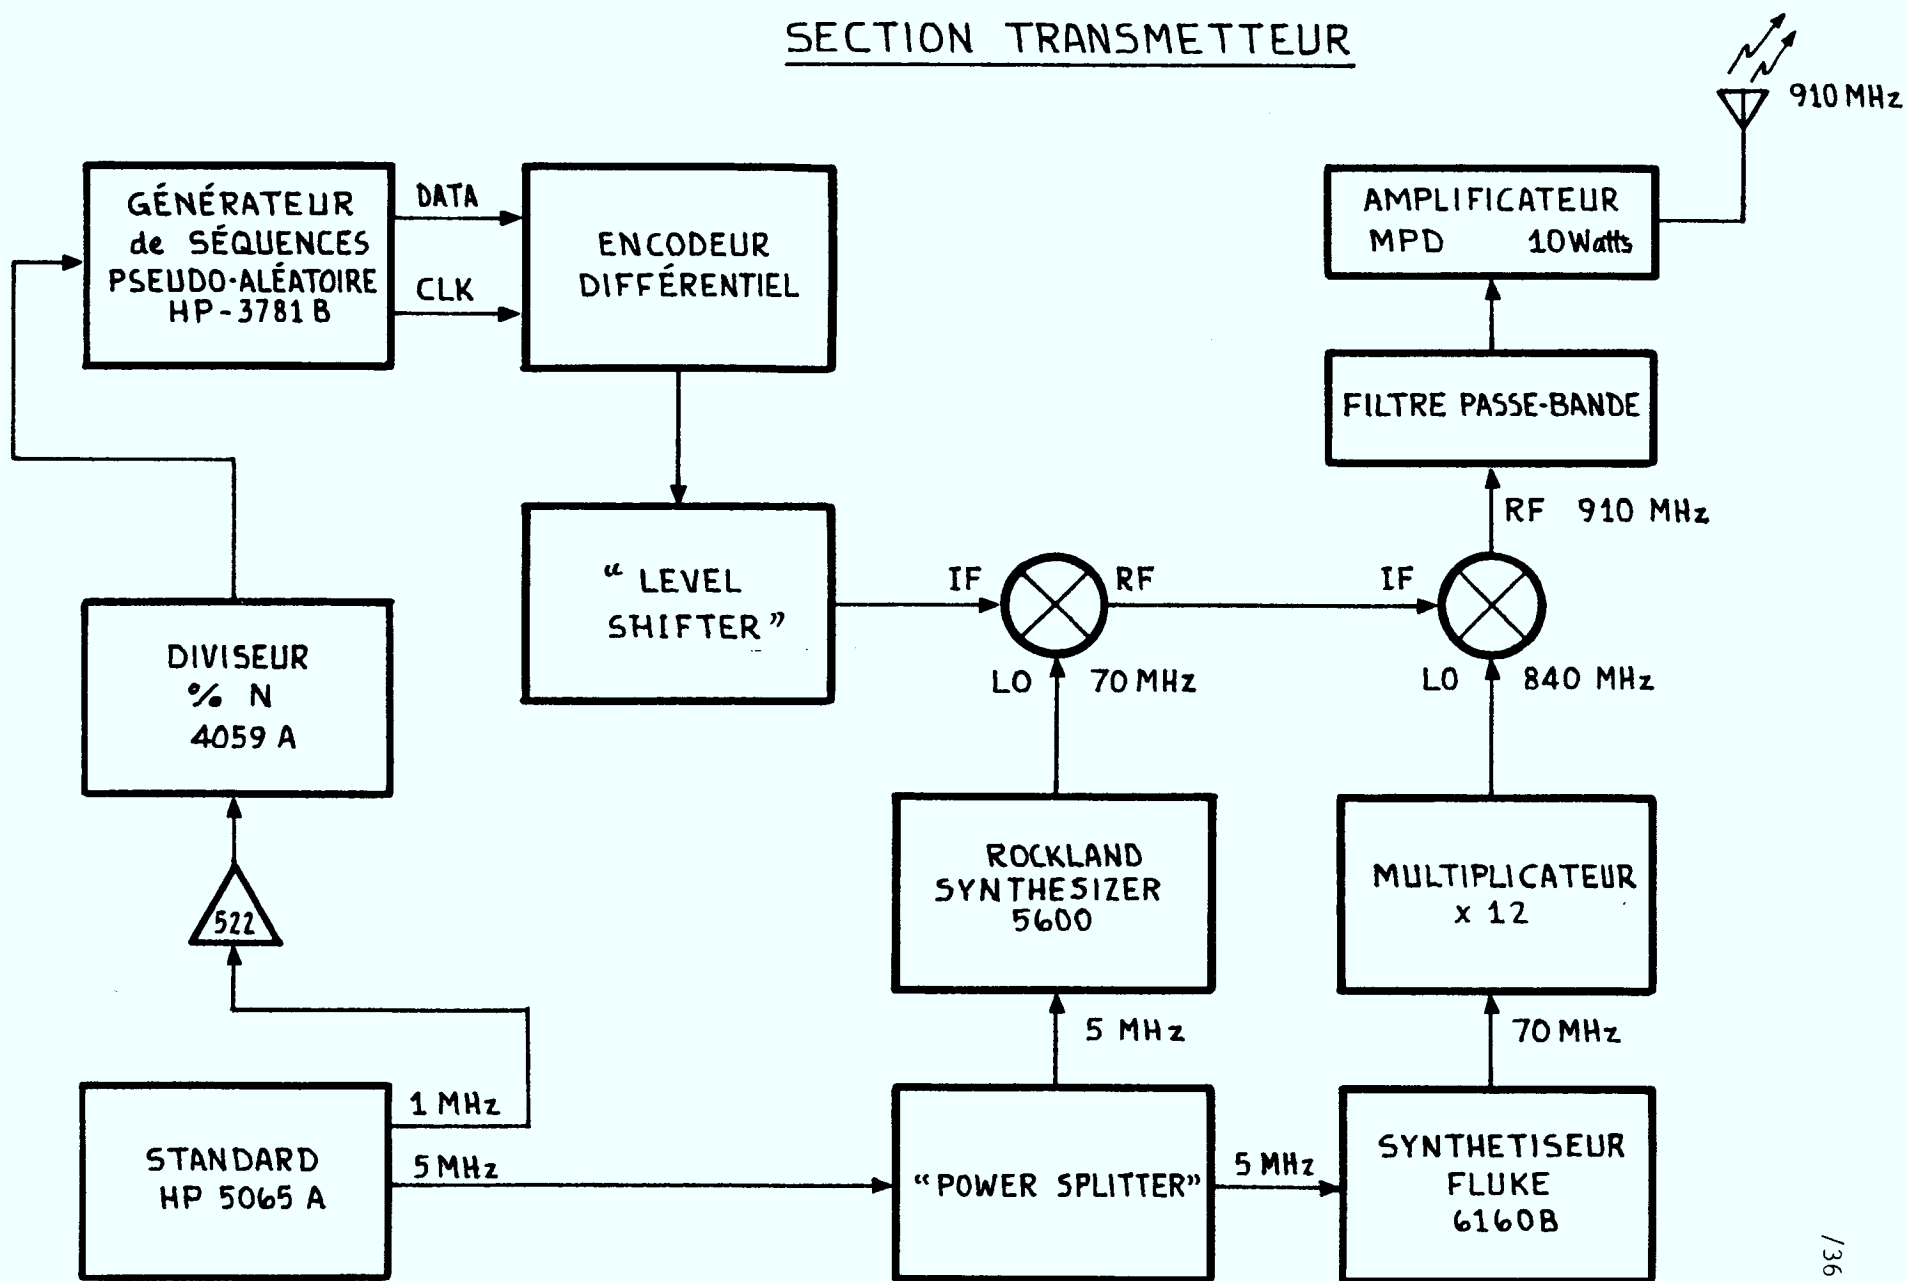 SECTION TRANSMETTEUR
910 MHz
GÉNÉRATEUR
de SÉQUENCES
PSEUDO-ALÉATOIRE
HP-3781 B
DATA
CLK
ENCODEUR
DIFFÉRENTIEL
AMPLIFICATEUR
MPD 10 Watts
FILTRE PASSE-BANDE
RF 910 MHz
“ LEVEL
SHIFTER ”
IF
RF
IF
LO 70 MHz
LO 840 MHz
DIVISEUR
% N
4059 A
522
ROCKLAND
SYNTHESIZER
5600
MULTIPLICATEUR
x 12
5 MHz
70 MHz
1 MHz
5 MHz
STANDARD
HP 5065 A
“POWER SPLITTER”
5 MHz
SYNTHETISEUR
FLUKE
6160B
/36